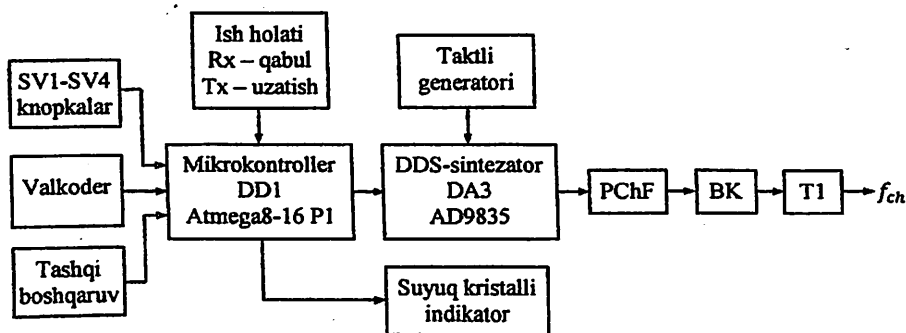 Ish holati
Rx – qabul
Tx – uzatish
Taktli
generatori
SV1-SV4
knopkalar
Mikrokontroller
DD1
Atmega8-16 P1
DDS-sintezator
DA3
AD9835
Valkoder
PChF
BK
T1
f_ch
Tashqi
boshqaruv
Suyuq kristalli
indikator